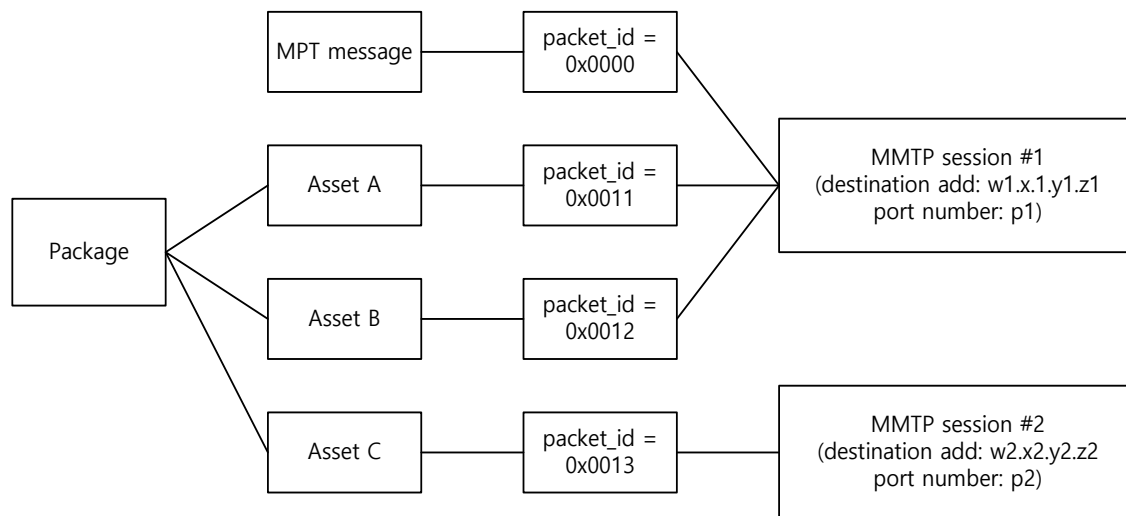 MPT message
packet_id =
0x0000
Asset A
packet_id =
0x0011
MMTP session #1
(destination add: w1.x.1.y1.z1
port number: p1)
Package
Asset B
packet_id =
0x0012
Asset C
packet_id =
0x0013
MMTP session #2
(destination add: w2.x2.y2.z2
port number: p2)